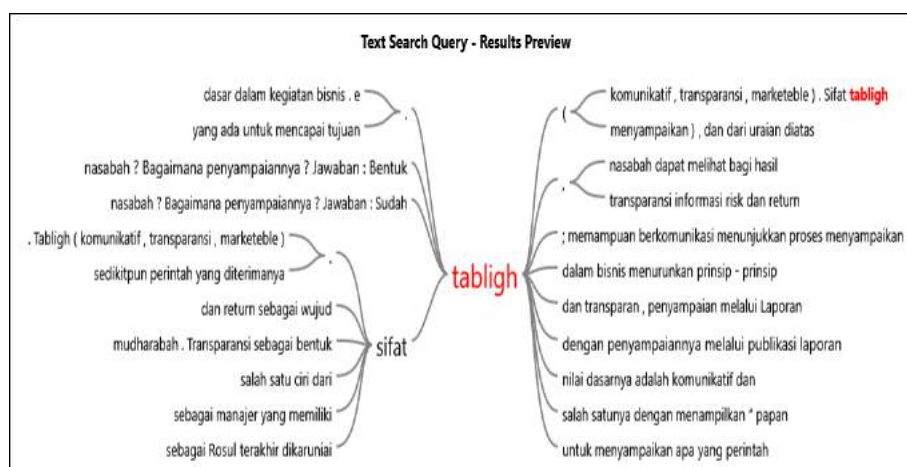 Text Search Query - Results Preview
dasar dalam kegiatan bisnis . e
yang ada untuk mencapai tujuan
.
nasabah ? Bagaimana penyampaiannya ? Jawaban : Bentuk
nasabah ? Bagaimana penyampaiannya ? Jawaban : Sudah
. Tabligh ( komunikatif , transparansi , marketeble )
sedikitpun perintah yang diterimanya
.
dan return sebagai wujud
mudharabah . Transparansi sebagai bentuk
salah satu ciri dari
sebagai manajer yang memiliki
sebagai Rosul terakhir dikaruniai
sifat
tabligh
(
komunikatif , transparansi , marketeble ) . Sifat tabligh
menyampaikan ) , dan dari uraian diatas
,
nasabah dapat melihat bagi hasil
transparansi informasi risk dan return
; memampuan berkomunikasi menunjukkan proses menyampaikan
dalam bisnis menurunkan prinsip - prinsip
dan transparan , penyampaian melalui Laporan
dengan penyampaiannya melalui publikasi laporan
nilai dasarnya adalah komunikatif dan
salah satunya dengan menampilkan " papan
untuk menyampaikan apa yang perintah